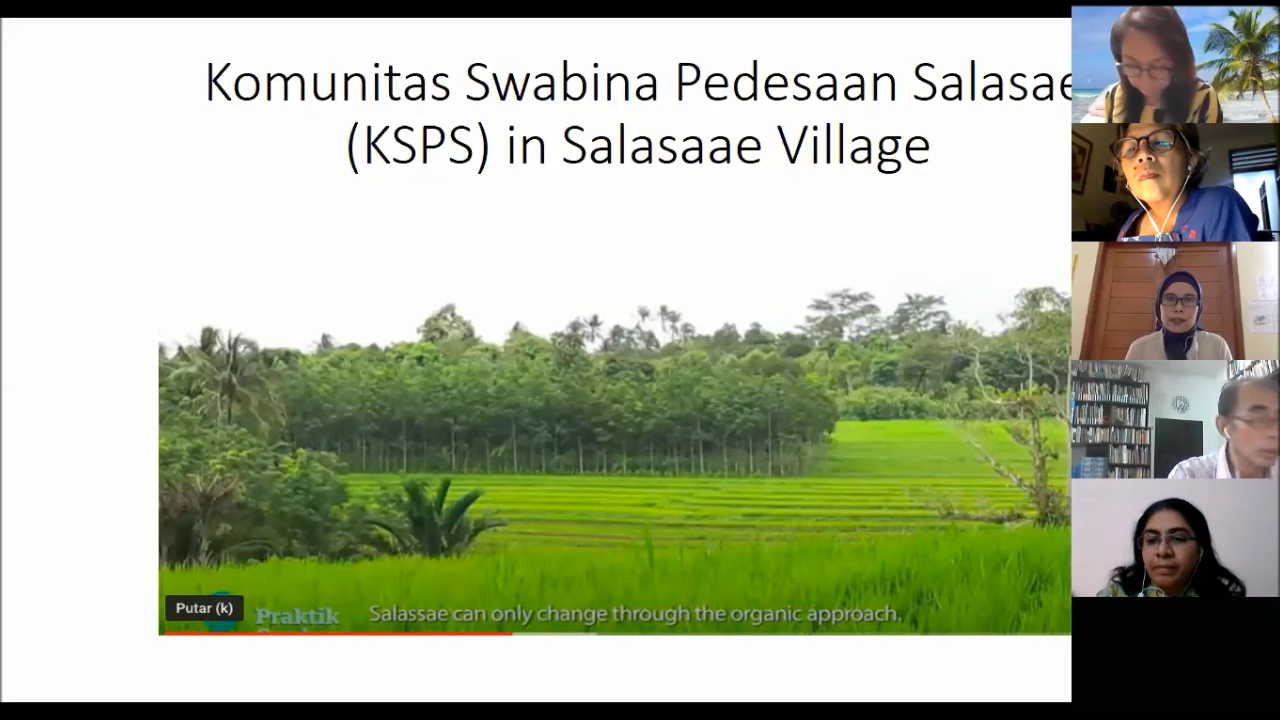 Komunitas Swabina Pedesaan Salasae
(KSPS) in Salasaae Village
Putar (k)
Praktik
Salassae can only change through the organic approach.